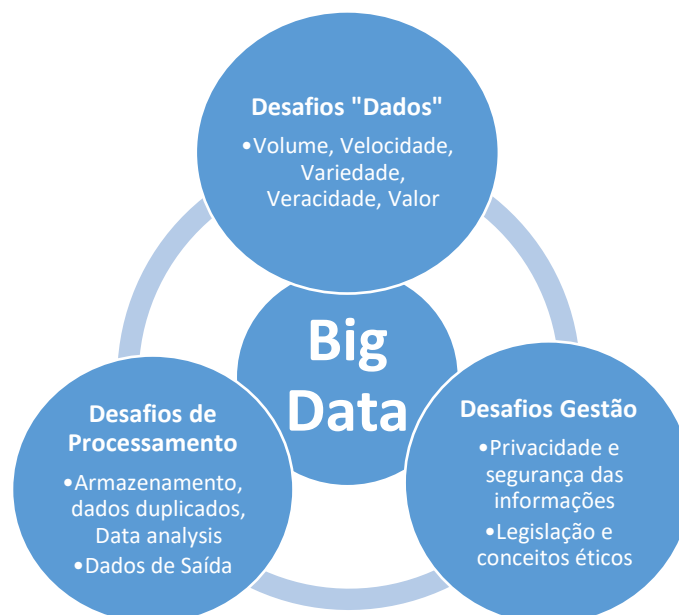 Desafios "Dados"
•Volume, Velocidade,
Variedade,
Veracidade, Valor
Big
Data
Desafios de
Processamento
•Armazenamento,
dados duplicados,
Data analysis
•Dados de Saída
Desafios Gestão
•Privacidade e
segurança das
informações
•Legislação e
conceitos éticos